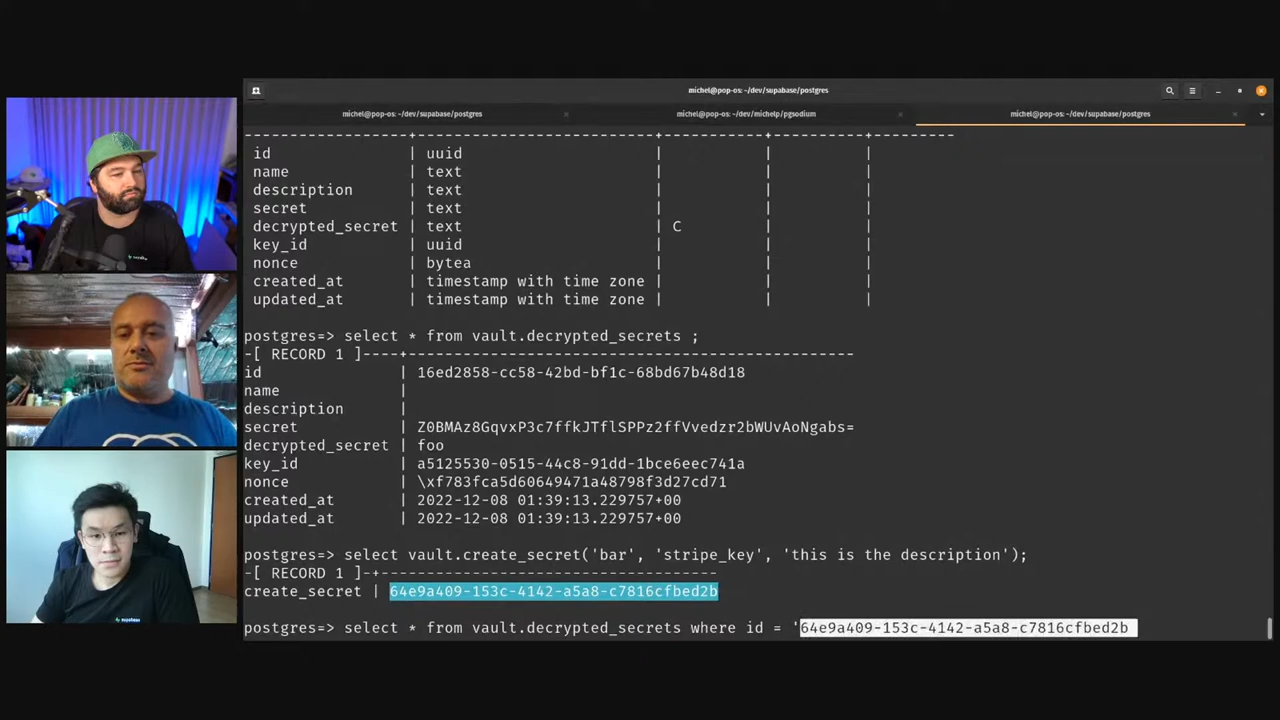 michel@pop-os: ~/dev/supabase/postgres
michel@pop-os: ~/dev/supabase/postgres
michel@pop-os: ~/dev/michelp/pgsodium
michel@pop-os: ~/dev/supabase/postgres
------------------+---------------------------+-----------+----------+---------
id | uuid | | |
name | text | | |
description | text | | |
secret | text | | |
decrypted_secret | text | C | |
key_id | uuid | | |
nonce | bytea | | |
created_at | timestamp with time zone | | |
updated_at | timestamp with time zone | | |
postgres=> select * from vault.decrypted_secrets ;
-[ RECORD 1 ]----+------------------------------------------------
id | 16ed2858-cc58-42bd-bf1c-68bd67b48d18
name |
description |
secret | Z0BMAz8GqvxP3c7ffkJTflSPPz2ffVvedzr2bWUvAoNgabs=
decrypted_secret | foo
key_id | a5125530-0515-44c8-91dd-1bce6eec741a
nonce | \xf783fca5d60649471a48798f3d27cd71
created_at | 2022-12-08 01:39:13.229757+00
updated_at | 2022-12-08 01:39:13.229757+00
postgres=> select vault.create_secret('bar', 'stripe_key', 'this is the description');
-[ RECORD 1 ]-+-------------------------------------
create_secret | 64e9a409-153c-4142-a5a8-c7816cfbed2b
postgres=> select * from vault.decrypted_secrets where id = '64e9a409-153c-4142-a5a8-c7816cfbed2b